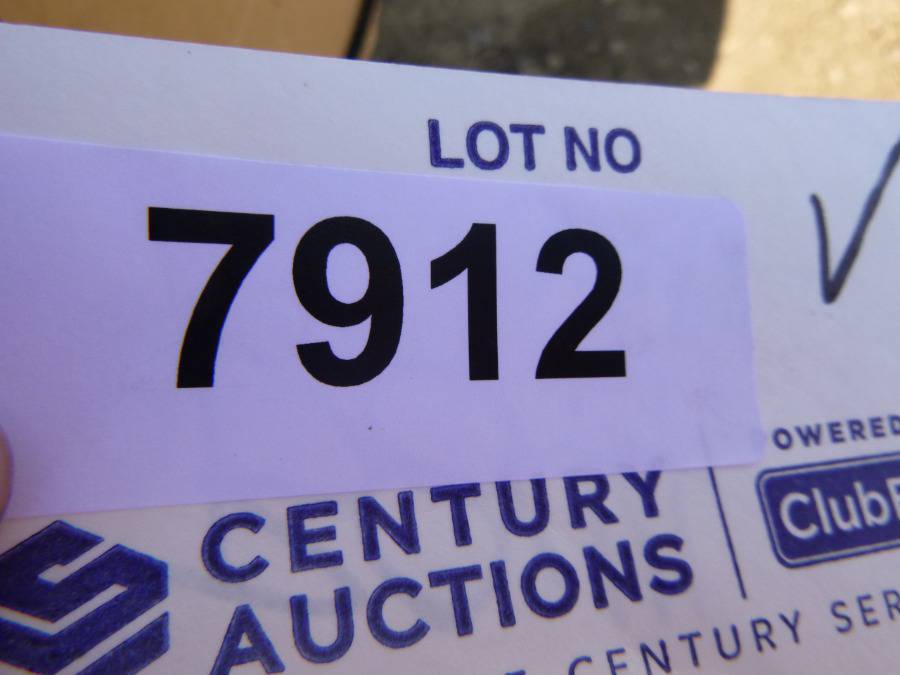 LOT NO
7912
OWERED
Club
CENTURY
AUCTIONS
CENTURY SER